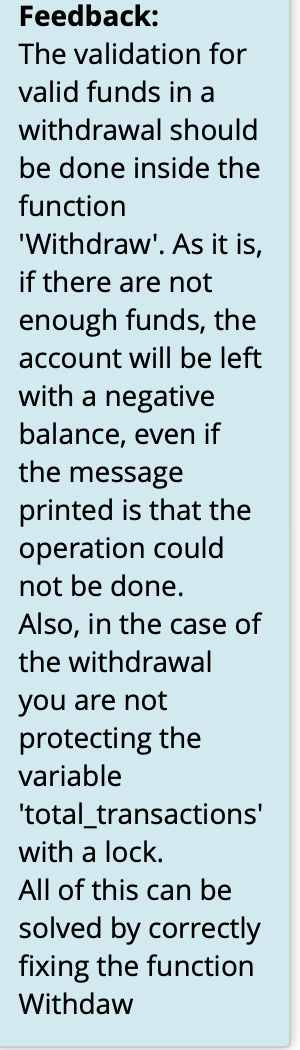 Feedback:
The validation for
valid funds in a
withdrawal should
be done inside the
function
'Withdraw'. As it is,
if there are not
enough funds, the
account will be left
with a negative
balance, even if
the message
printed is that the
operation could
not be done.
Also, in the case of
the withdrawal
you are not
protecting the
variable
'total_transactions'
with a lock.
All of this can be
solved by correctly
fixing the function
Withdaw